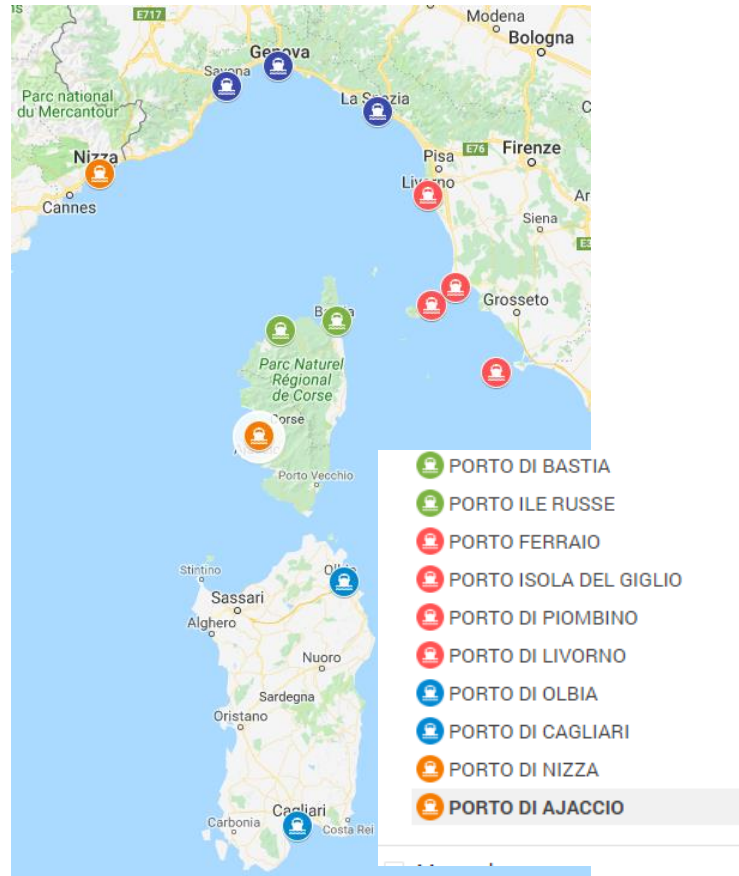 E717
Modena
Bologna
Genova
Savona
La Spezia
Parc national
du Mercantour
Nizza
Cannes
Pisa
E76
Firenze
Livorno
Ar
Siena
Grosseto
Bastia
Parc Naturel
Régional
de Corse
Corse
Porto Vecchio
PORTO DI BASTIA
PORTO ILE RUSSE
PORTO FERRAIO
PORTO ISOLA DEL GIGLIO
PORTO DI PIOMBINO
PORTO DI LIVORNO
PORTO DI OLBIA
PORTO DI CAGLIARI
PORTO DI NIZZA
PORTO DI AJACCIO
Stintino
Olbia
Sassari
Alghero
Nuoro
Sardegna
Oristano
Cagliari
Carbonia
Costa Rei